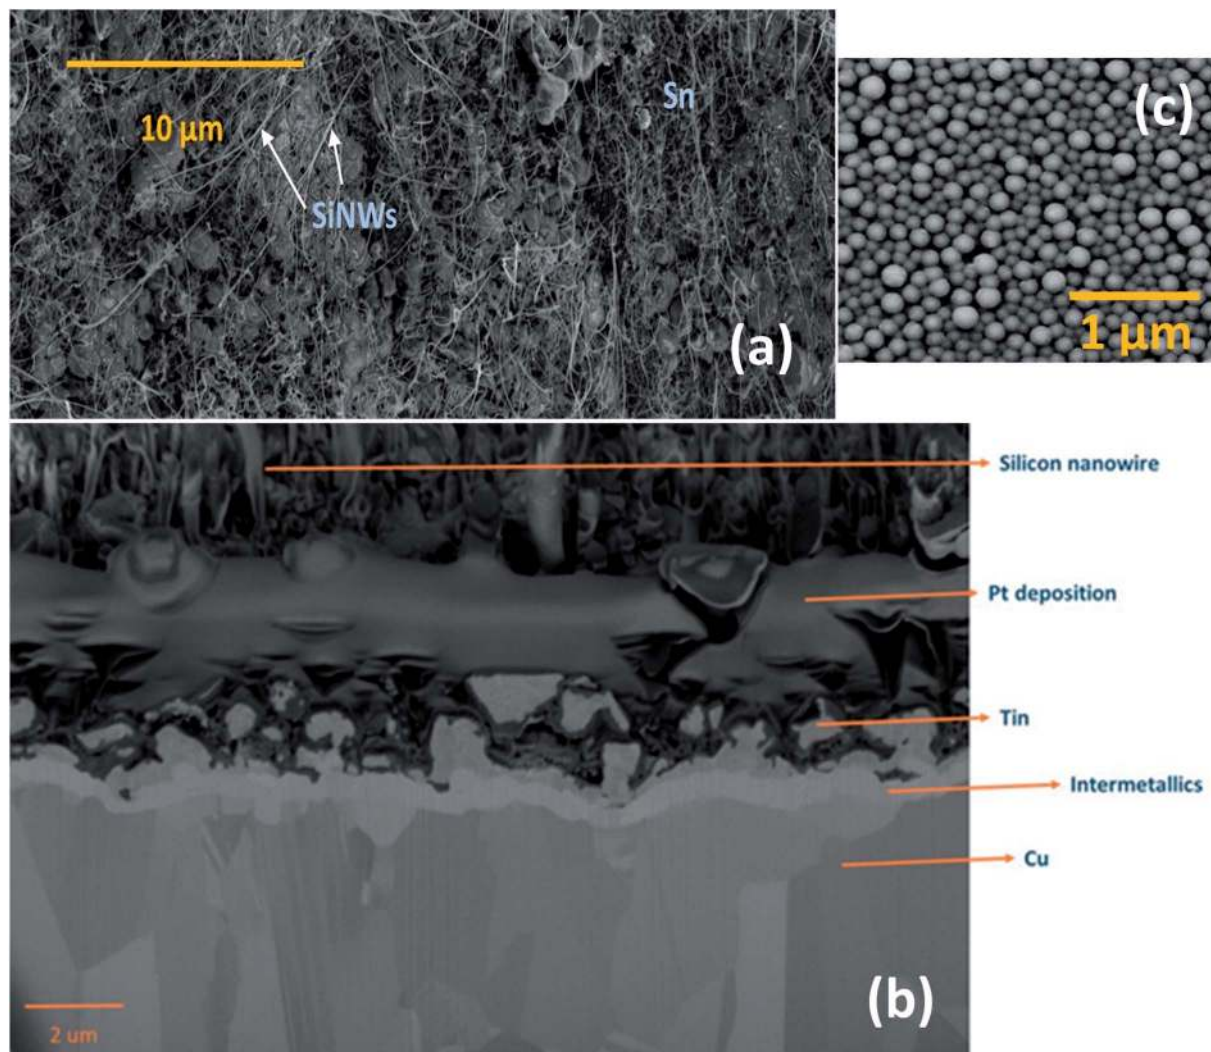 10 µm
Sn
SiNWs
(a)
(c)
1 µm
Silicon nanowire
Pt deposition
Tin
Intermetallics
Cu
(b)
2 um